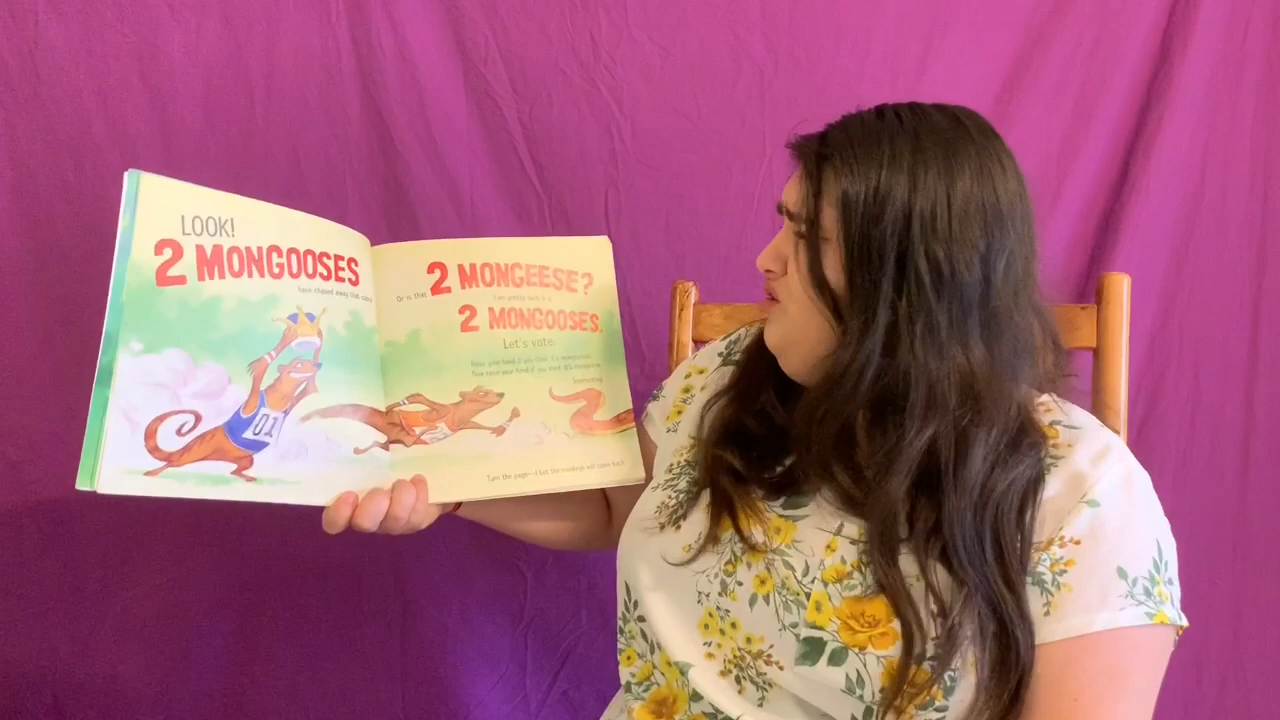 LOOK!
2 MONGOOSES
have chased away that cobra
01
Or is that 2 MONGEESE?
I am pretty sure it is
2 MONGOOSES.
Let's vote.
Raise your hand if you think it's mongooses.
Now raise your hand if you think it's mongeese.
Interesting.
Turn the page—I bet the inkings will come back